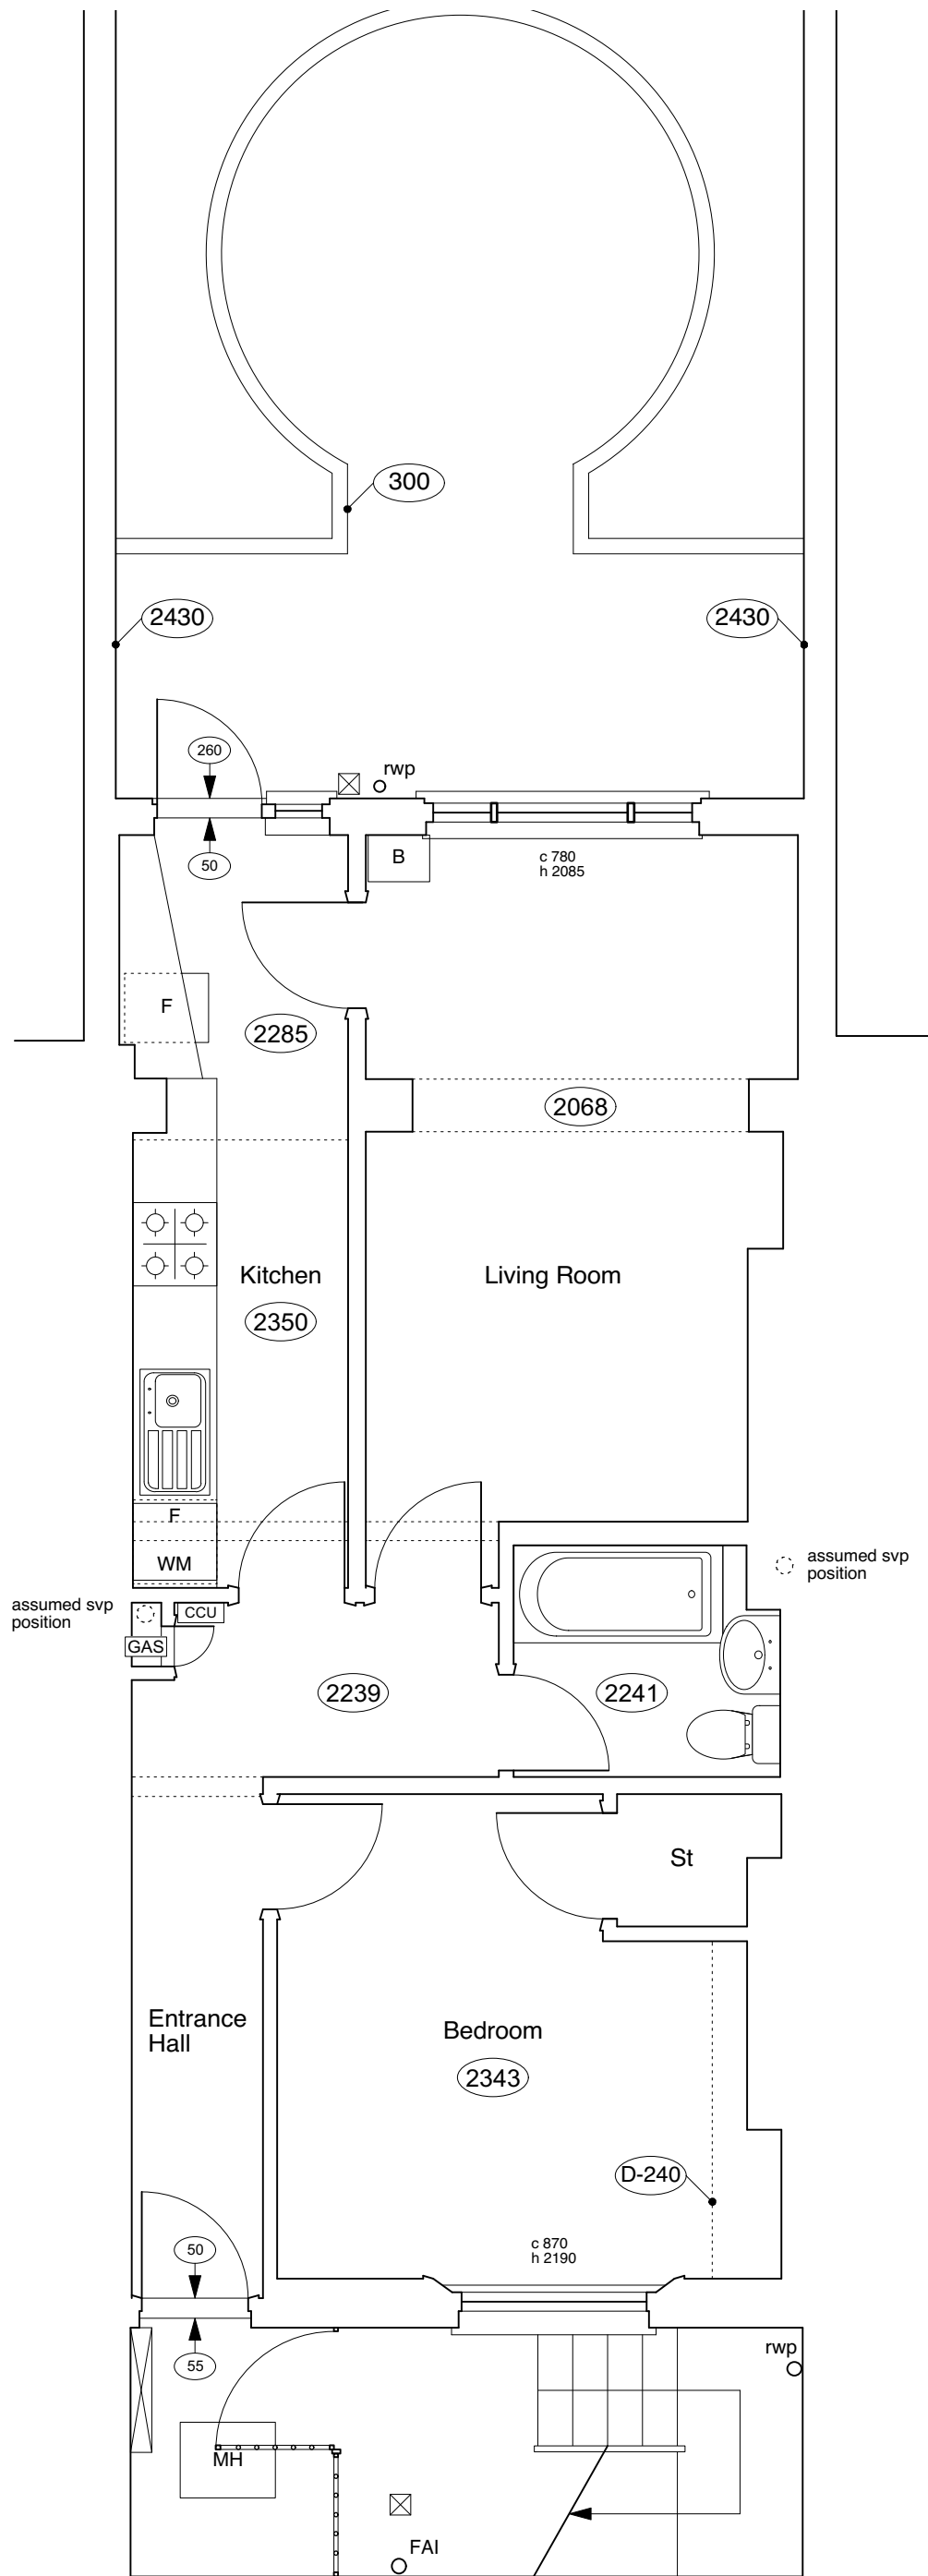 300
2430
2430
260
rwp
50
B
c 780
h 2085
F
2285
2068
Kitchen
Living Room
2350
F
WM
assumed svp
position
assumed svp
position
CCU
GAS
2239
2241
St
Entrance
Hall
Bedroom
2343
D-240
50
c 870
h 2190
55
rwp
MH
FAI